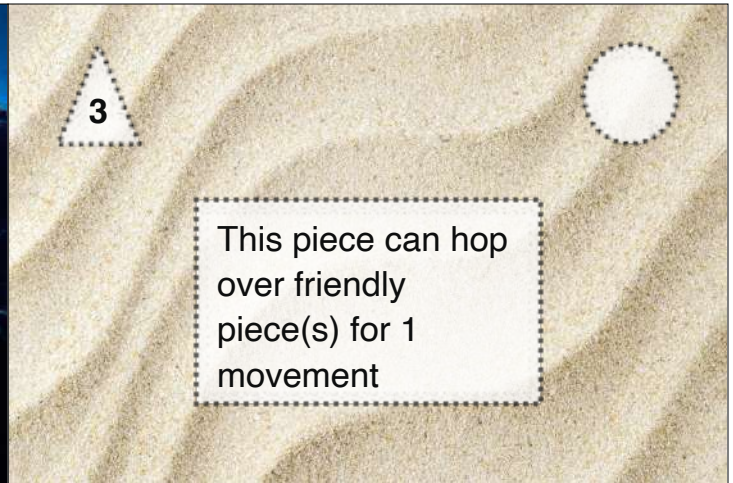 3
This piece can hop
over friendly
piece(s) for 1
movement